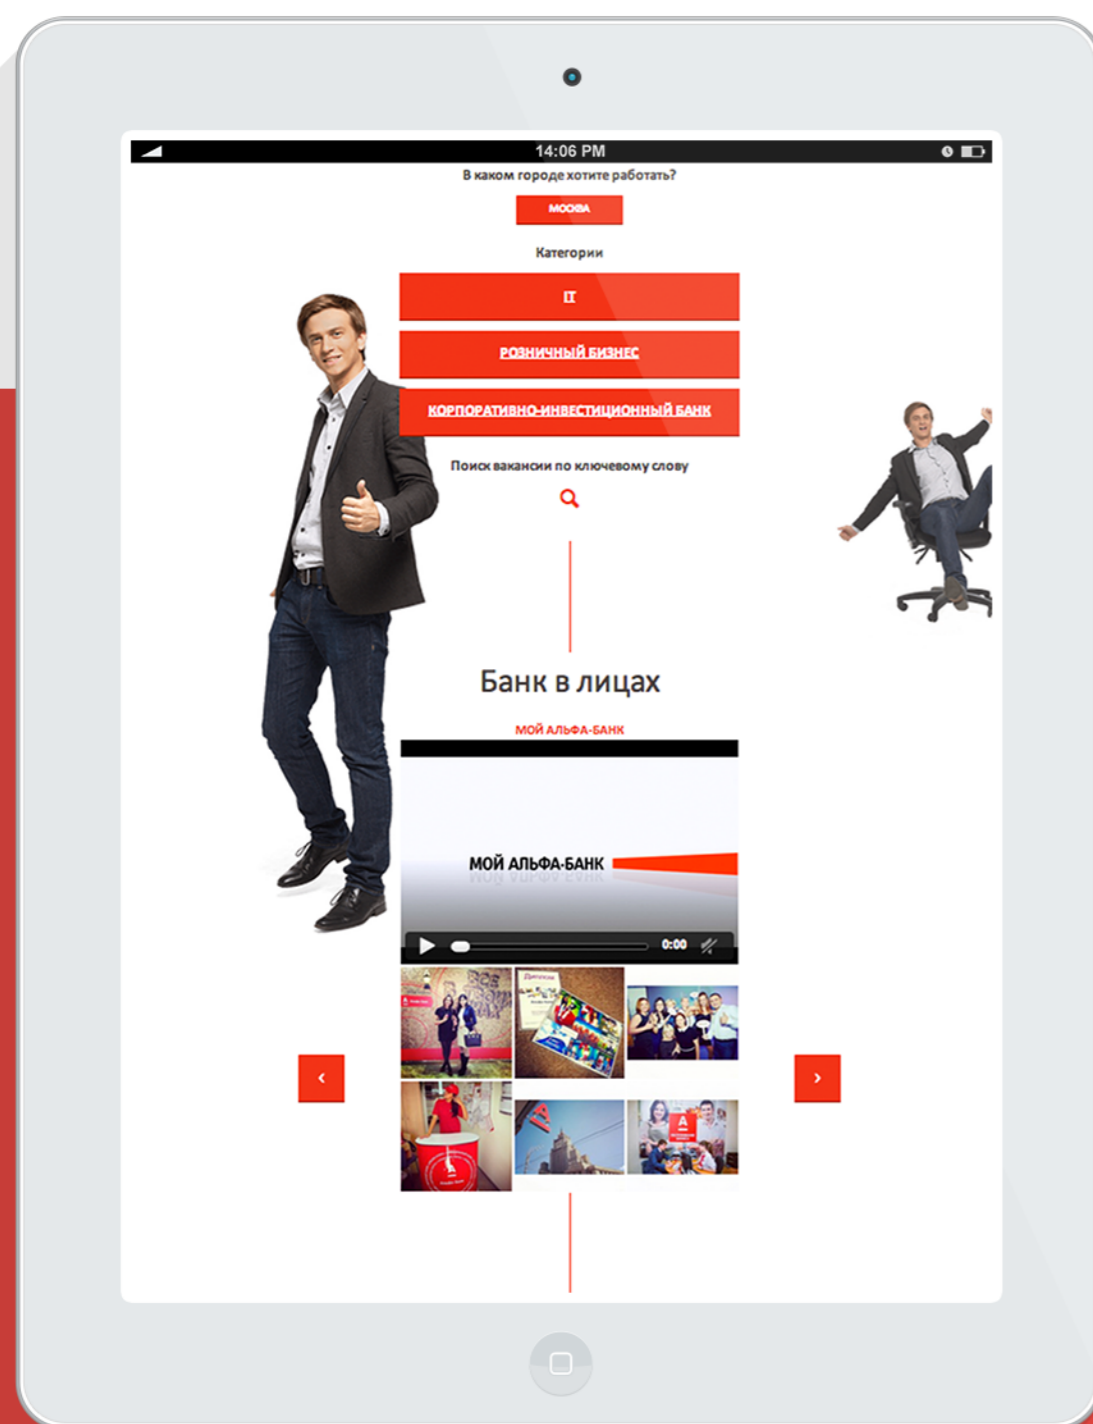 14:06 PM
В каком городе хотите работать?
МОСКВА
Категории
IT
РОЗНИЧНЫЙ БИЗНЕС
КОРПОРАТИВНО-ИНВЕСТИЦИОННЫЙ БАНК
Поиск вакансии по ключевому слову
Банк в лицах
МОЙ АЛЬФА-БАНК
МОЙ АЛЬФА-БАНК
0:00